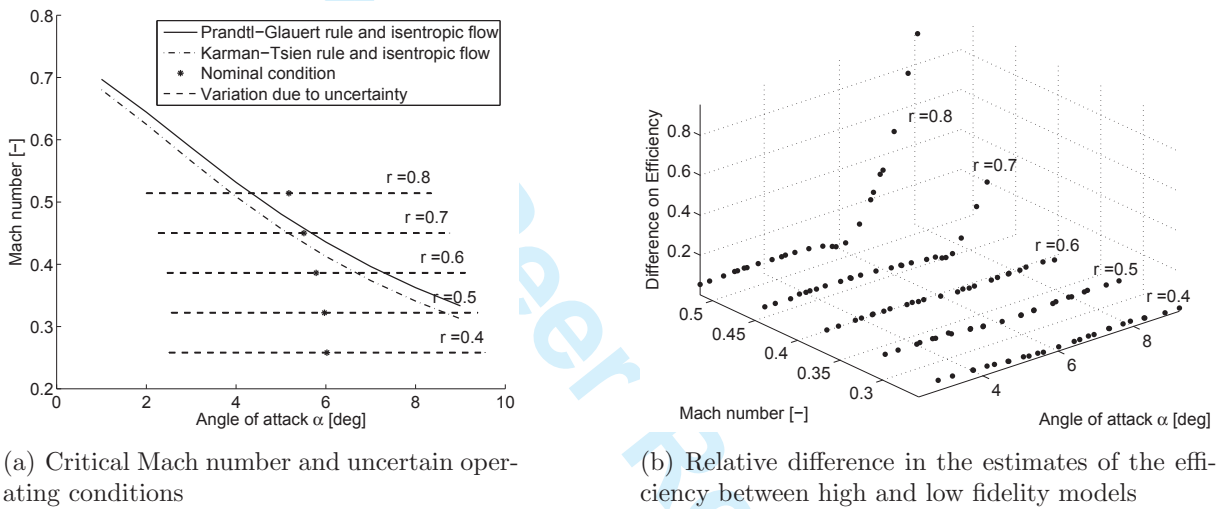 0.8
0.7
0.6
0.5
0.4
0.3
0.2
0
2
4
6
8
10
Mach number [−]
Angle of attack α [deg]
Prandtl−Glauert rule and isentropic flow
Karman−Tsien rule and isentropic flow
Nominal condition
Variation due to uncertainty
r =0.8
r =0.7
r =0.6
r =0.5
r =0.4
(a) Critical Mach number and uncertain oper-
ating conditions
Difference on Efficiency
0.8
0.6
0.4
0.2
0.5
0.45
0.4
0.35
0.3
Mach number [−]
4
6
8
Angle of attack α [deg]
r =0.8
r =0.7
r =0.6
r =0.5
r =0.4
(b) Relative difference in the estimates of the effi-
ciency between high and low fidelity models